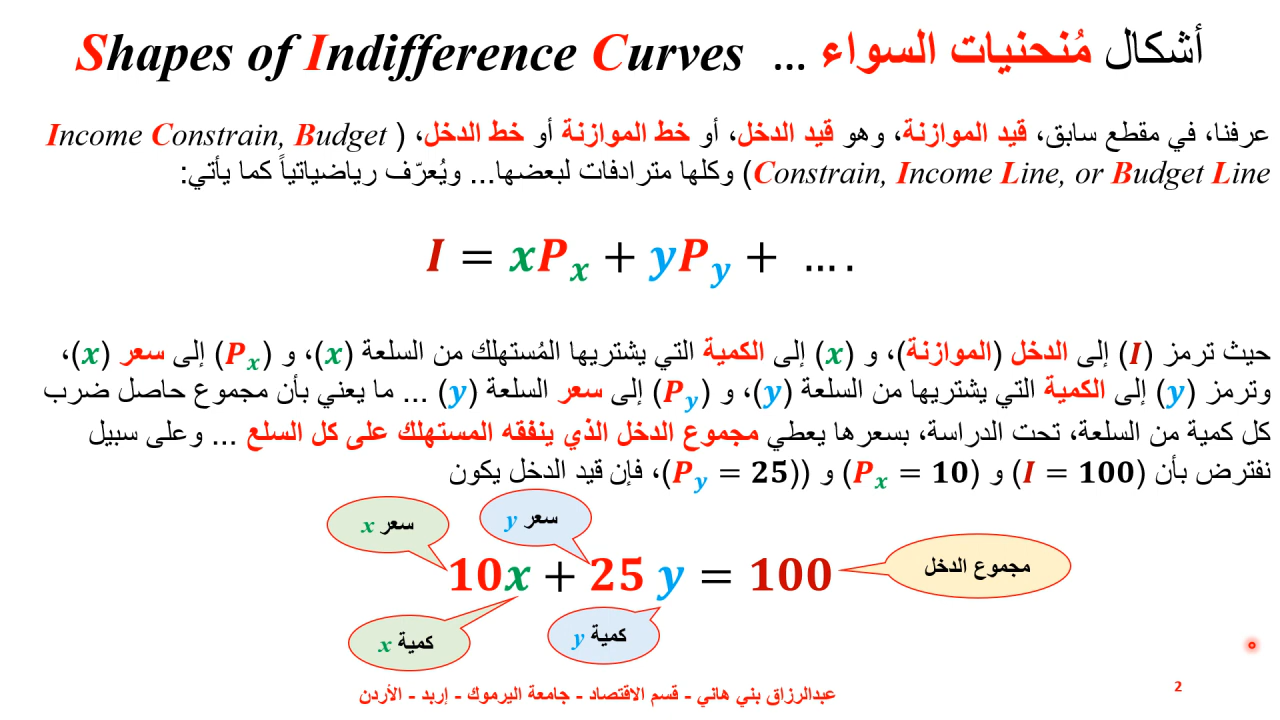 أشكال مُنحنيات السواء ... Shapes of Indifference Curves
عرفنا، في مقطع سابق، قيد الموازنة، وهو قيد الدخل، أو خط الموازنة أو خط الدخل، ( Income Constrain, Budget
Constrain, Income Line, or Budget Line) وكلها مترادفات لبعضها... ويُعرّف رياضياتياً كما يأتي:
I = xPₓ + yP_y + ... .
حيث ترمز (I) إلى الدخل (الموازنة)، و (x) إلى الكمية التي يشتريها المُستهلك من السلعة (x)، و (Pₓ) إلى سعر (x)،
وترمز (y) إلى الكمية التي يشتريها من السلعة (y)، و (P_y) إلى سعر السلعة (y) ... ما يعني بأن مجموع حاصل ضرب
كل كمية من السلعة، تحت الدراسة، بسعرها يعطي مجموع الدخل الذي ينفقه المستهلك على كل السلع ... وعلى سبيل
نفترض بأن (I = 100) و (Pₓ = 10) و ((P_y = 25)، فإن قيد الدخل يكون
سعر x
سعر y
10x + 25 y = 100
مجموع الدخل
كمية x
كمية y
عبدالرزاق بني هاني - قسم الاقتصاد - جامعة اليرموك - إربد - الأردن
2